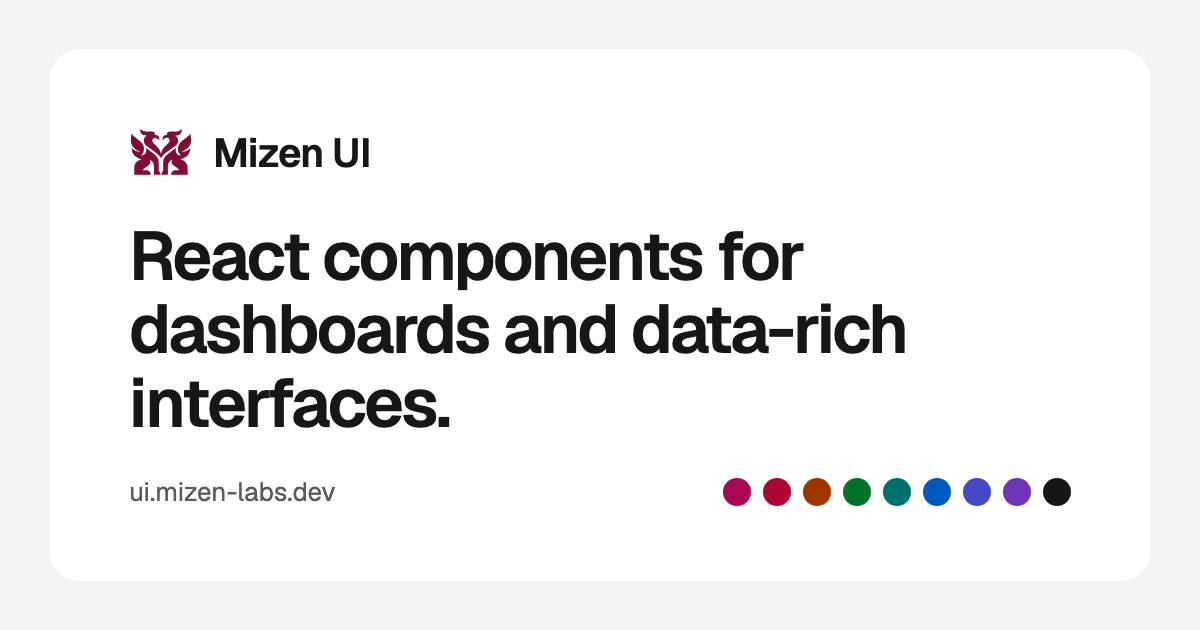 Mizen UI
React components for
dashboards and data-rich
interfaces.
ui.mizen-labs.dev